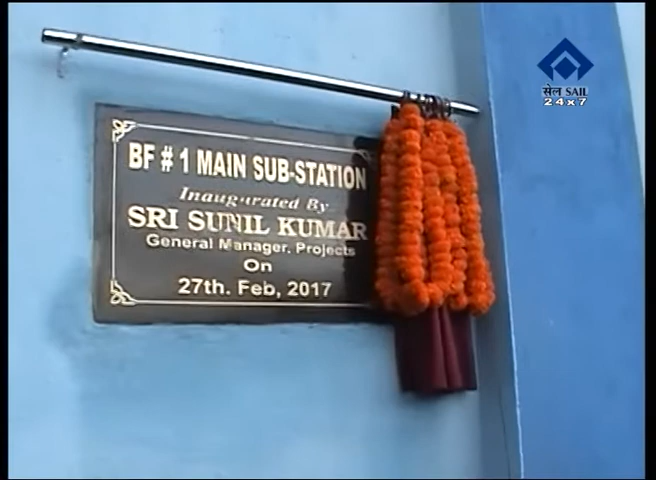 सेल SAIL
24x7
BF # 1 MAIN SUB-STATION
Inaugurated By
SRI SUNIL KUMAR
General Manager. Projects
On
27th. Feb, 2017